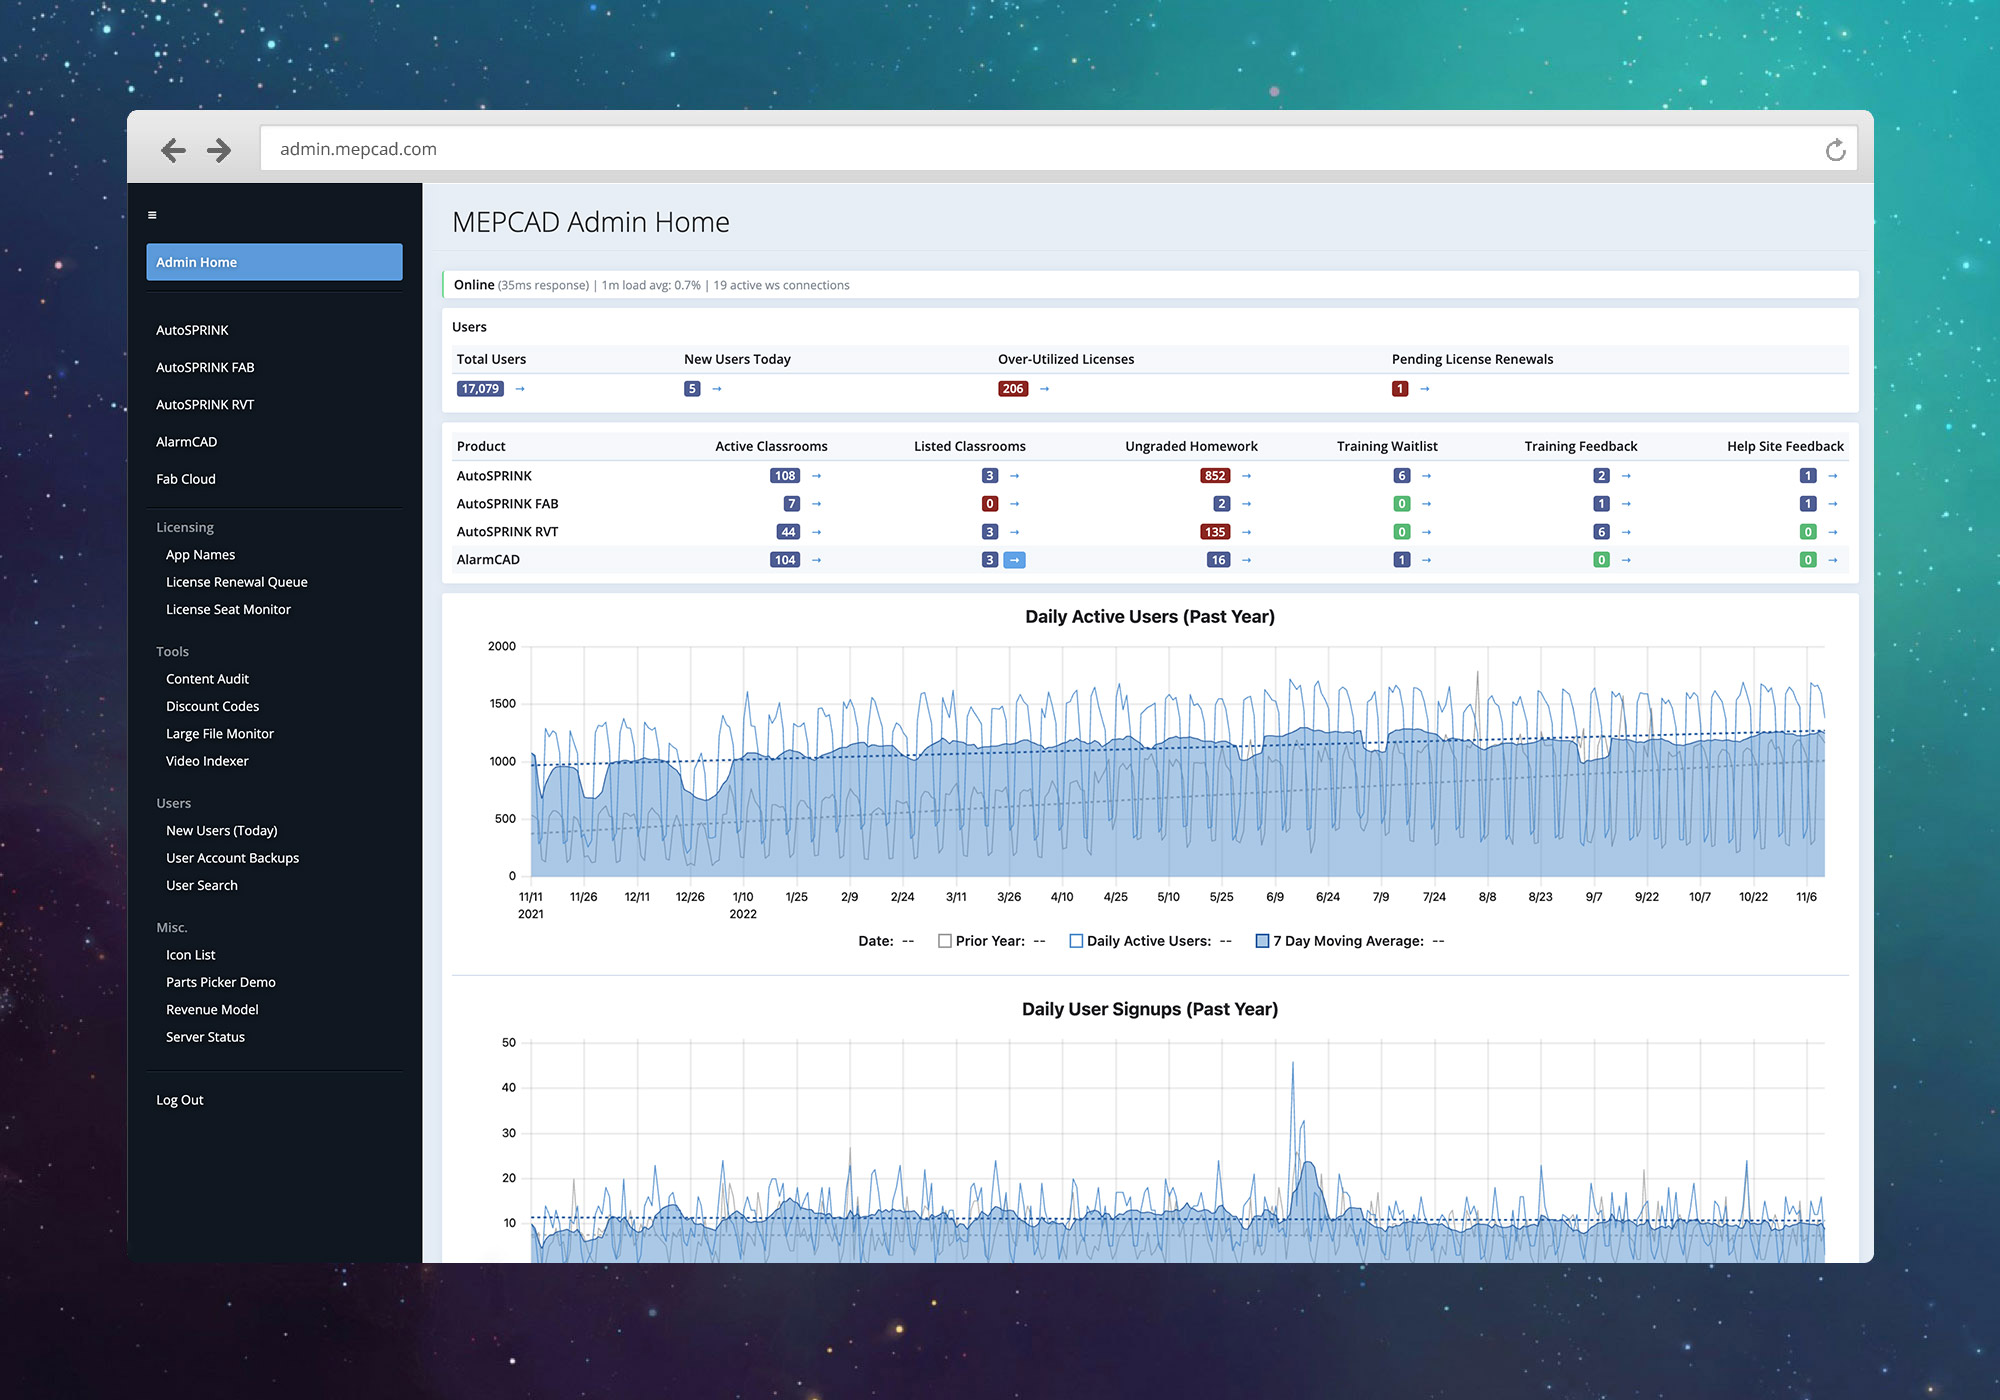 admin.mepcad.com
Admin Home
AutoSPRINK
AutoSPRINK FAB
AutoSPRINK RVT
AlarmCAD
Fab Cloud
Licensing
App Names
License Renewal Queue
License Seat Monitor
Tools
Content Audit
Discount Codes
Large File Monitor
Video Indexer
Users
New Users (Today)
User Account Backups
User Search
Misc.
Icon List
Parts Picker Demo
Revenue Model
Server Status
Log Out
MEPCAD Admin Home
Online (35ms response) | 1m load avg: 0.7% | 19 active ws connections
Users
Total Users New Users Today Over-Utilized Licenses Pending License Renewals
17,079 → 5 → 206 → 1 →
Product Active Classrooms Listed Classrooms Ungraded Homework Training Waitlist Training Feedback Help Site Feedback
AutoSPRINK 108 → 3 → 852 → 6 → 2 → 1 →
AutoSPRINK FAB 7 → 0 → 2 → 0 → 1 → 1 →
AutoSPRINK RVT 44 → 3 → 135 → 0 → 6 → 0 →
AlarmCAD 104 → 3 → 16 → 1 → 0 → 0 →
Daily Active Users (Past Year)
2000
1500
1000
500
0
11/11 11/26 12/11 12/26 1/10 1/25 2/9 2/24 3/11 3/26 4/10 4/25 5/10 5/25 6/9 6/24 7/9 7/24 8/8 8/23 9/7 9/22 10/7 10/22 11/6
2021 2022
Date: -- Prior Year: -- Daily Active Users: -- 7 Day Moving Average: --
Daily User Signups (Past Year)
50
40
30
20
10